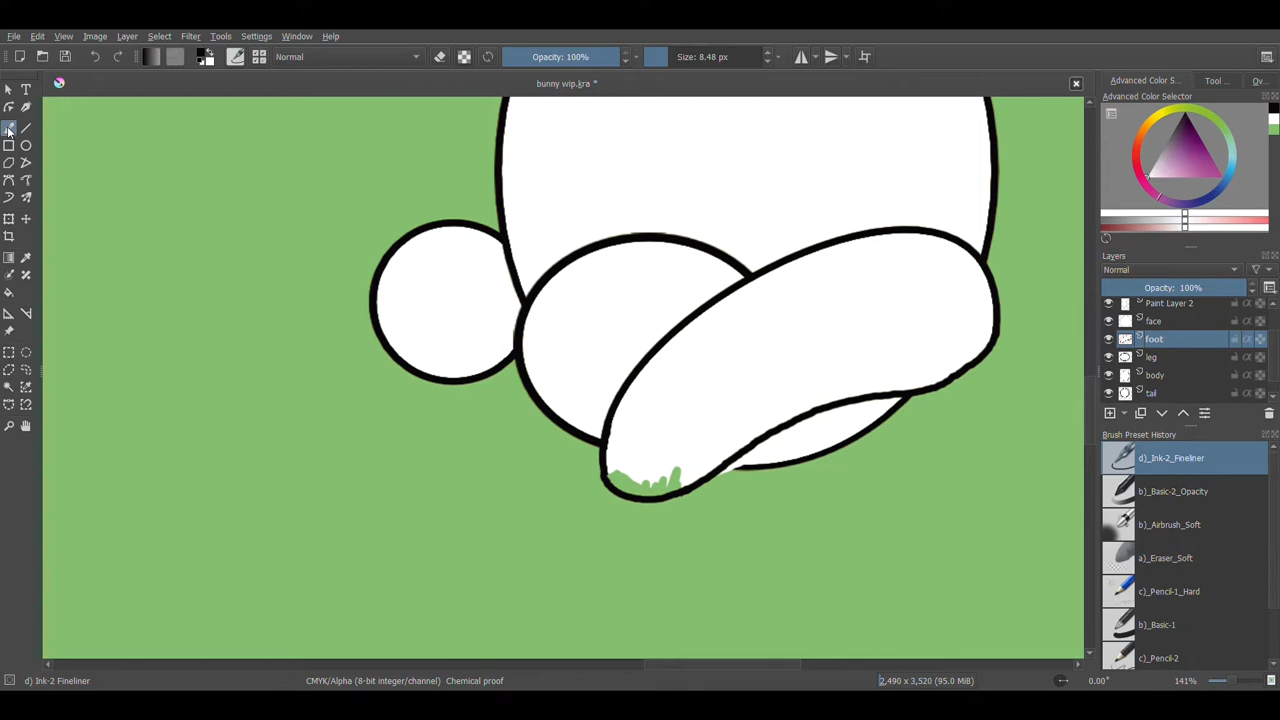 File Edit View Image Layer Select Filter Tools Settings Window Help
Normal Opacity: 100% Size: 8.48 px
bunny wip.kra *
Advanced Color S... Tool ... Ov...
Advanced Color Selector
Layers
Normal
Opacity: 100%
Paint Layer 2
face
foot
leg
body
tail
Brush Preset History
d)_Ink-2_Fineliner
b)_Basic-2_Opacity
b)_Airbrush_Soft
a)_Eraser_Soft
c)_Pencil-1_Hard
b)_Basic-1
c)_Pencil-2
d) Ink-2 Fineliner CMYK/Alpha (8-bit integer/channel) Chemical proof 2,490 x 3,520 (95.0 MiB) 0.00° 141%